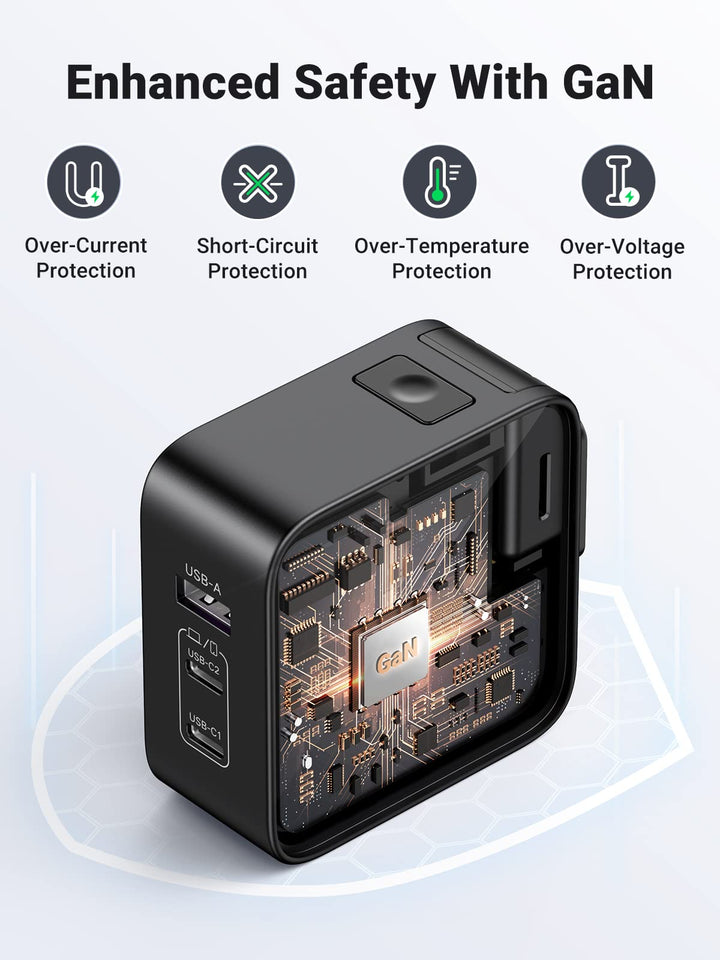 Enhanced Safety With GaN
Over-Current
Protection
Short-Circuit
Protection
Over-Temperature
Protection
Over-Voltage
Protection
USB-A
USB-C2
USB-C1
GaN